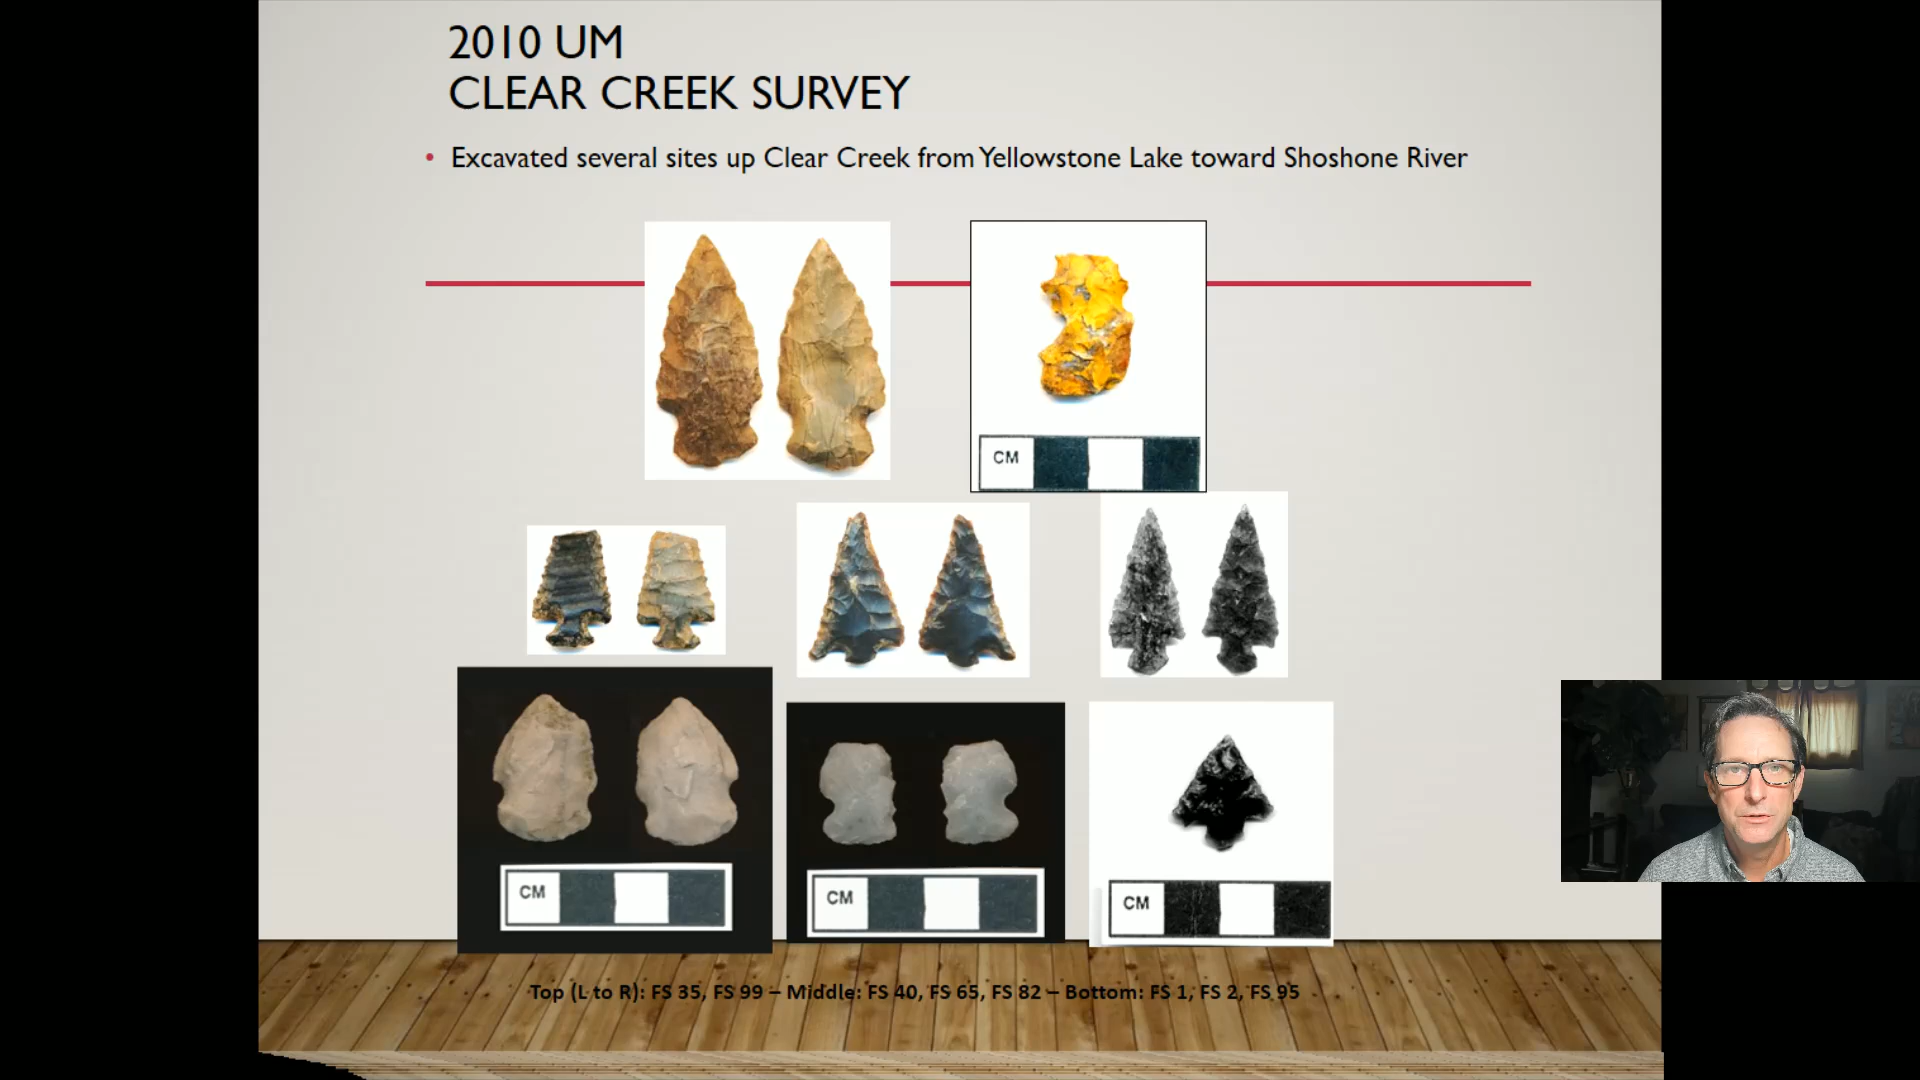 2010 UM
CLEAR CREEK SURVEY
• Excavated several sites up Clear Creek from Yellowstone Lake toward Shoshone River
CM
CM
CM
CM
Top (L to R): FS 35, FS 99 – Middle: FS 40, FS 65, FS 82 – Bottom: FS 1, FS 2, FS 95